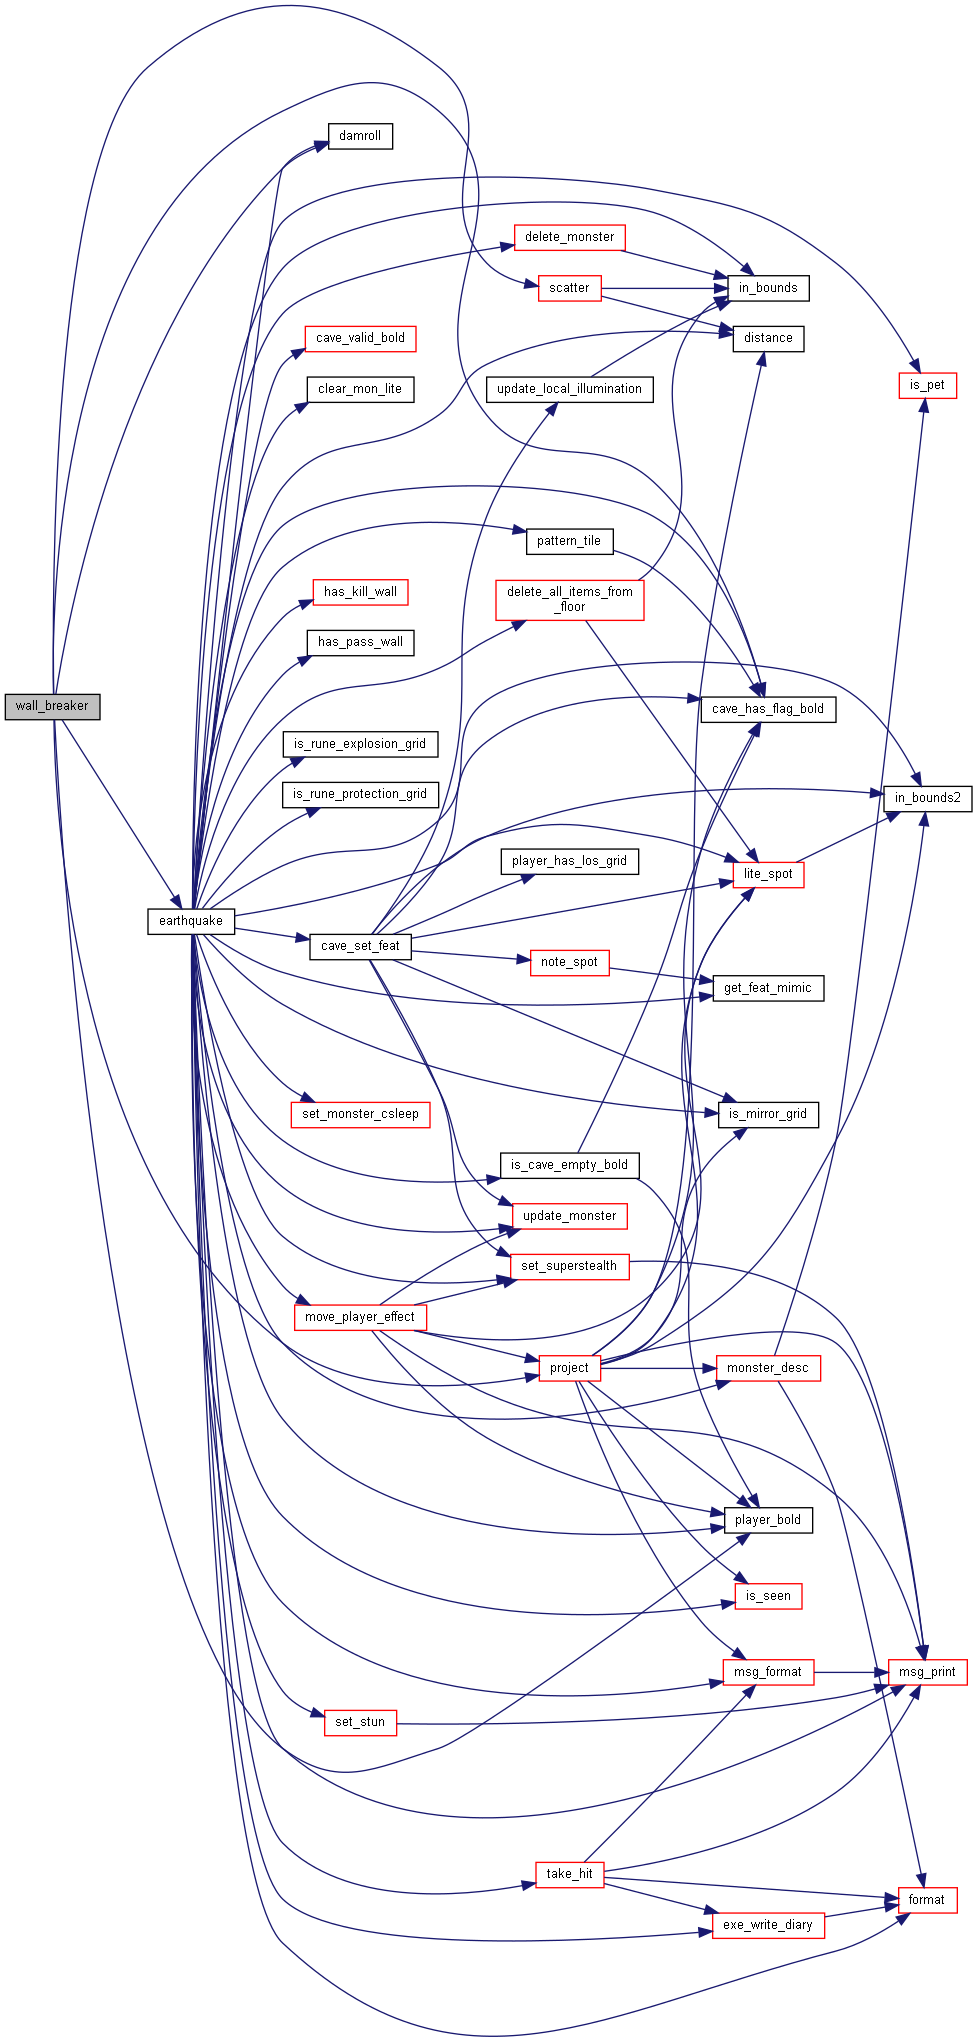 damroll
delete_monster
scatter
in_bounds
cave_valid_bold
distance
clear_mon_lite
update_local_illumination
is_pet
pattern_tile
has_kill_wall
delete_all_items_from
_floor
has_pass_wall
wall_breaker
cave_has_flag_bold
is_rune_explosion_grid
is_rune_protection_grid
in_bounds2
player_has_los_grid
lite_spot
earthquake
cave_set_feat
note_spot
get_feat_mimic
set_monster_csleep
is_mirror_grid
is_cave_empty_bold
update_monster
set_superstealth
move_player_effect
project
monster_desc
player_bold
is_seen
msg_format
msg_print
set_stun
take_hit
format
exe_write_diary